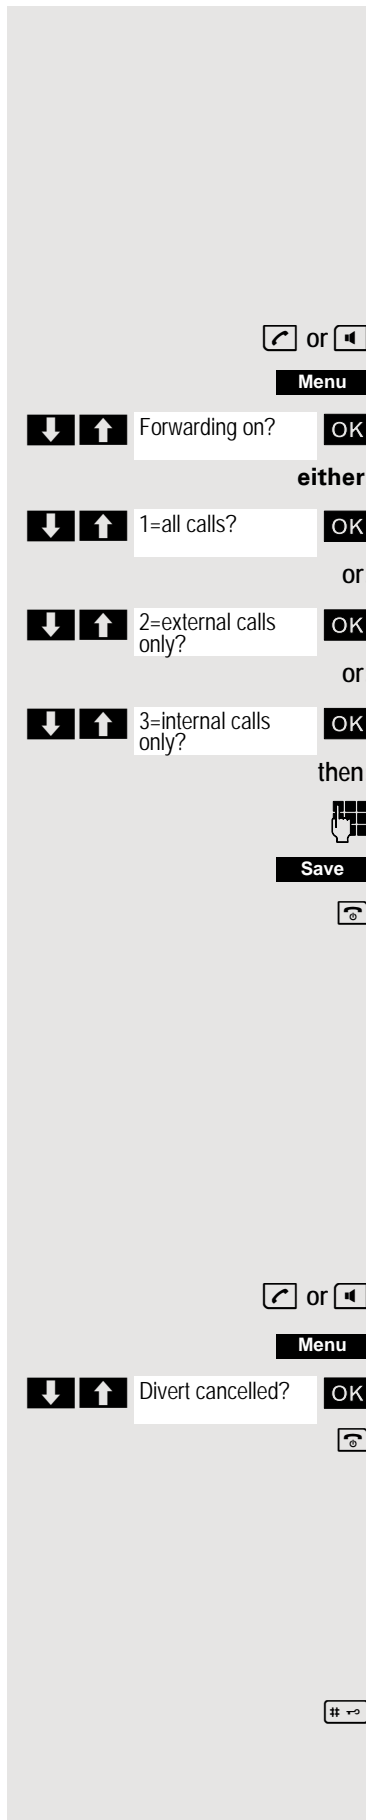 or
Menu
Forwarding on? OK
either
1=all calls? OK
or
2=external calls
only? OK
or
3=internal calls
only? OK
then
Save
or
Menu
Divert cancelled? OK
#